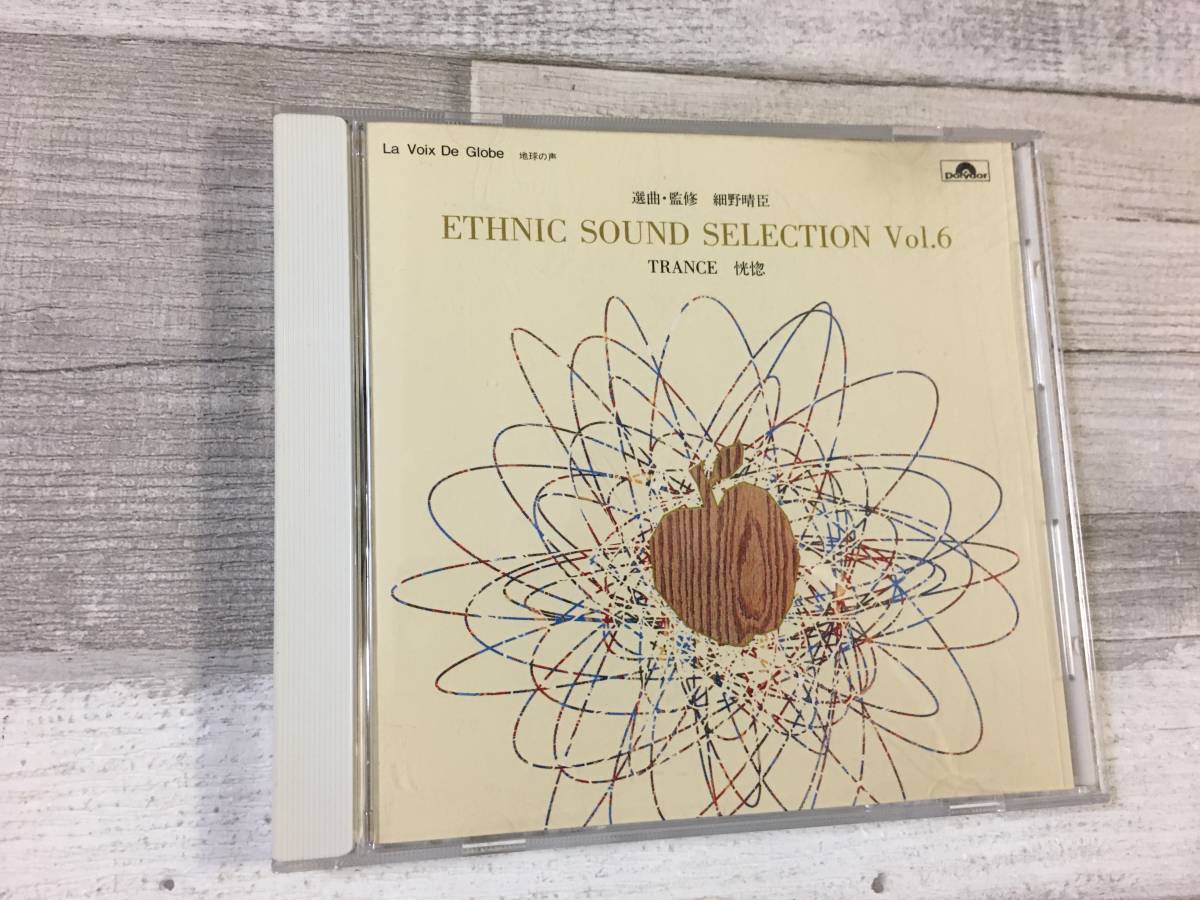 La Voix De Globe 地球の声
polydor
選曲・監修 細野晴臣
ETHNIC SOUND SELECTION Vol.6
TRANCE 恍惚